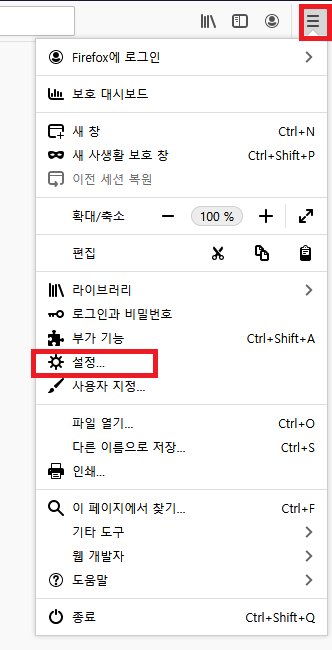 Firefox에 로그인
보호 대시보드
새 창 Ctrl+N
새 사생활 보호 창 Ctrl+Shift+P
이전 세션 복원
확대/축소 100 %
편집
라이브러리
로그인과 비밀번호
부가 기능 Ctrl+Shift+A
설정...
사용자 지정...
파일 열기... Ctrl+O
다른 이름으로 저장... Ctrl+S
인쇄...
이 페이지에서 찾기... Ctrl+F
기타 도구
웹 개발자
도움말
종료 Ctrl+Shift+Q